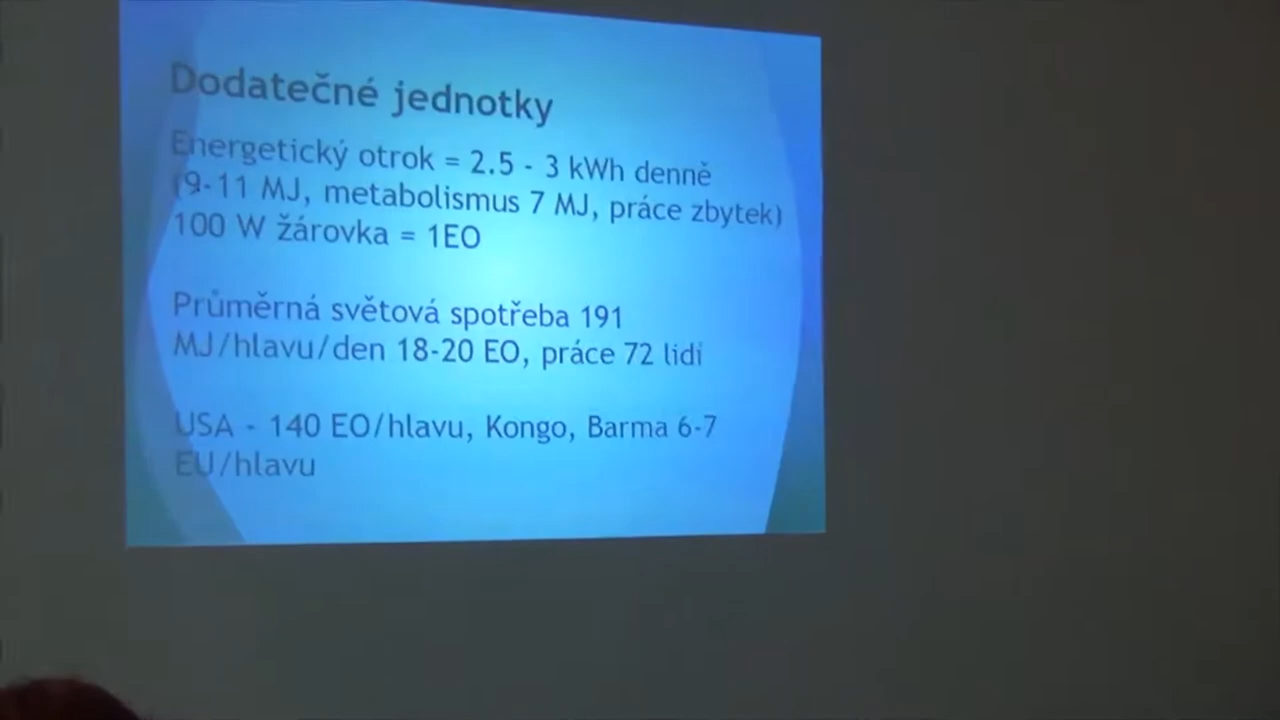 Dodatečné jednotky
Energetický otrok = 2.5 - 3 kWh denně
(9-11 MJ, metabolismus 7 MJ, práce zbytek)
100 W žárovka = 1EO
Průměrná světová spotřeba 191
MJ/hlavu/den 18-20 EO, práce 72 lidí
USA - 140 EO/hlavu, Kongo, Barma 6-7
EU/hlavu